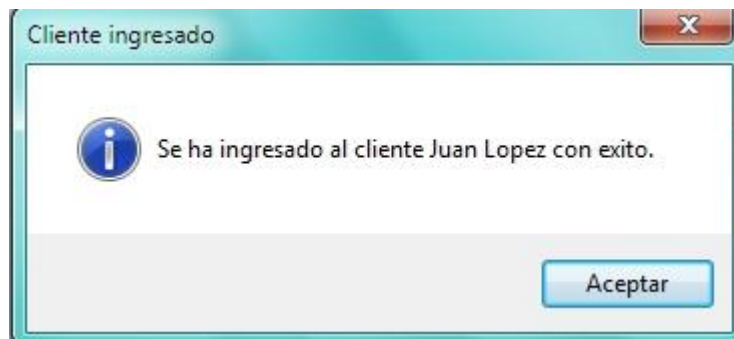 Cliente ingresado
Se ha ingresado al cliente Juan Lopez con exito.
Aceptar